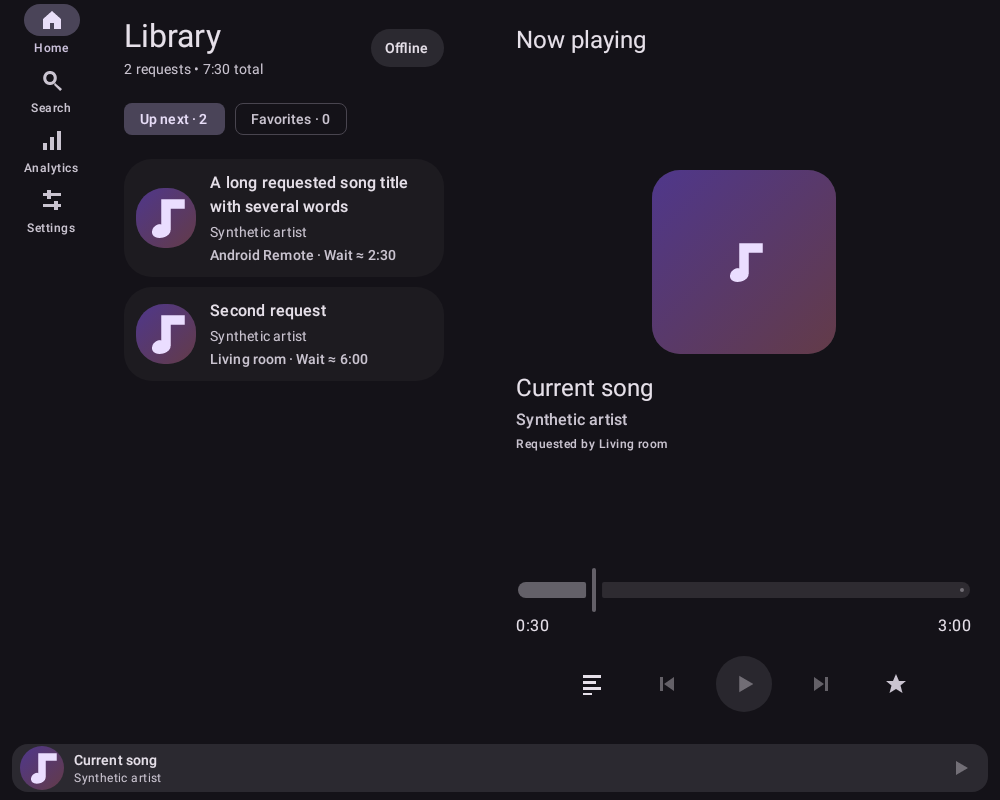 Home
Search
Analytics
Settings
Library
2 requests • 7:30 total
Offline
Up next · 2
Favorites · 0
A long requested song title
with several words
Synthetic artist
Android Remote · Wait ≈ 2:30
Second request
Synthetic artist
Living room · Wait ≈ 6:00
Now playing
Current song
Synthetic artist
Requested by Living room
0:30
3:00
Current song
Synthetic artist